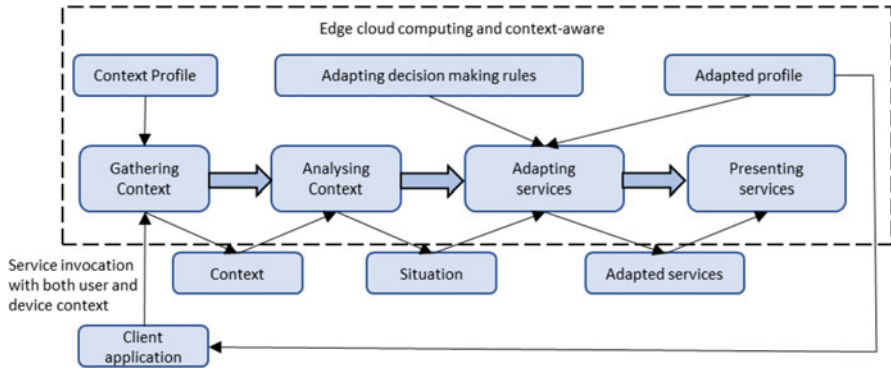 Edge cloud computing and context-aware
Context Profile
Adapting decision making rules
Adapted profile
Gathering
Context
Analysing
Context
Adapting
services
Presenting
services
Service invocation
with both user and
device context
Context
Situation
Adapted services
Client
application